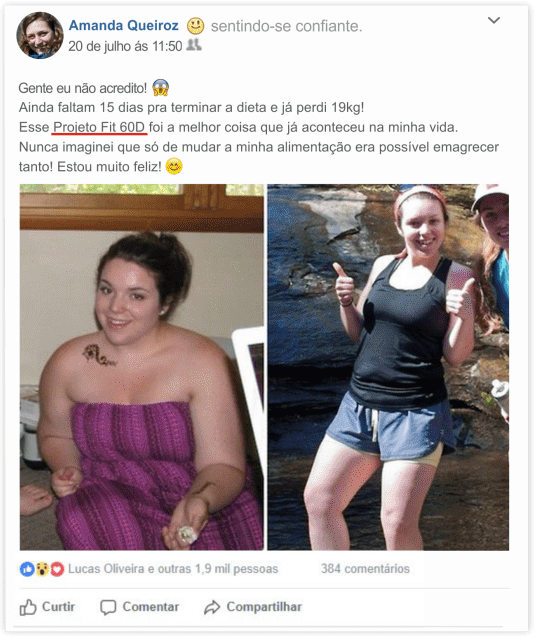 Amanda Queiroz 🙂 sentindo-se confiante.
20 de julho ás 11:50
Gente eu não acredito! 😱
Ainda faltam 15 dias pra terminar a dieta e já perdi 19kg!
Esse Projeto Fit 60D foi a melhor coisa que já aconteceu na minha vida.
Nunca imaginei que só de mudar a minha alimentação era possível emagrecer
tanto! Estou muito feliz! 😊
Lucas Oliveira e outras 1,9 mil pessoas 384 comentários
Curtir Comentar Compartilhar